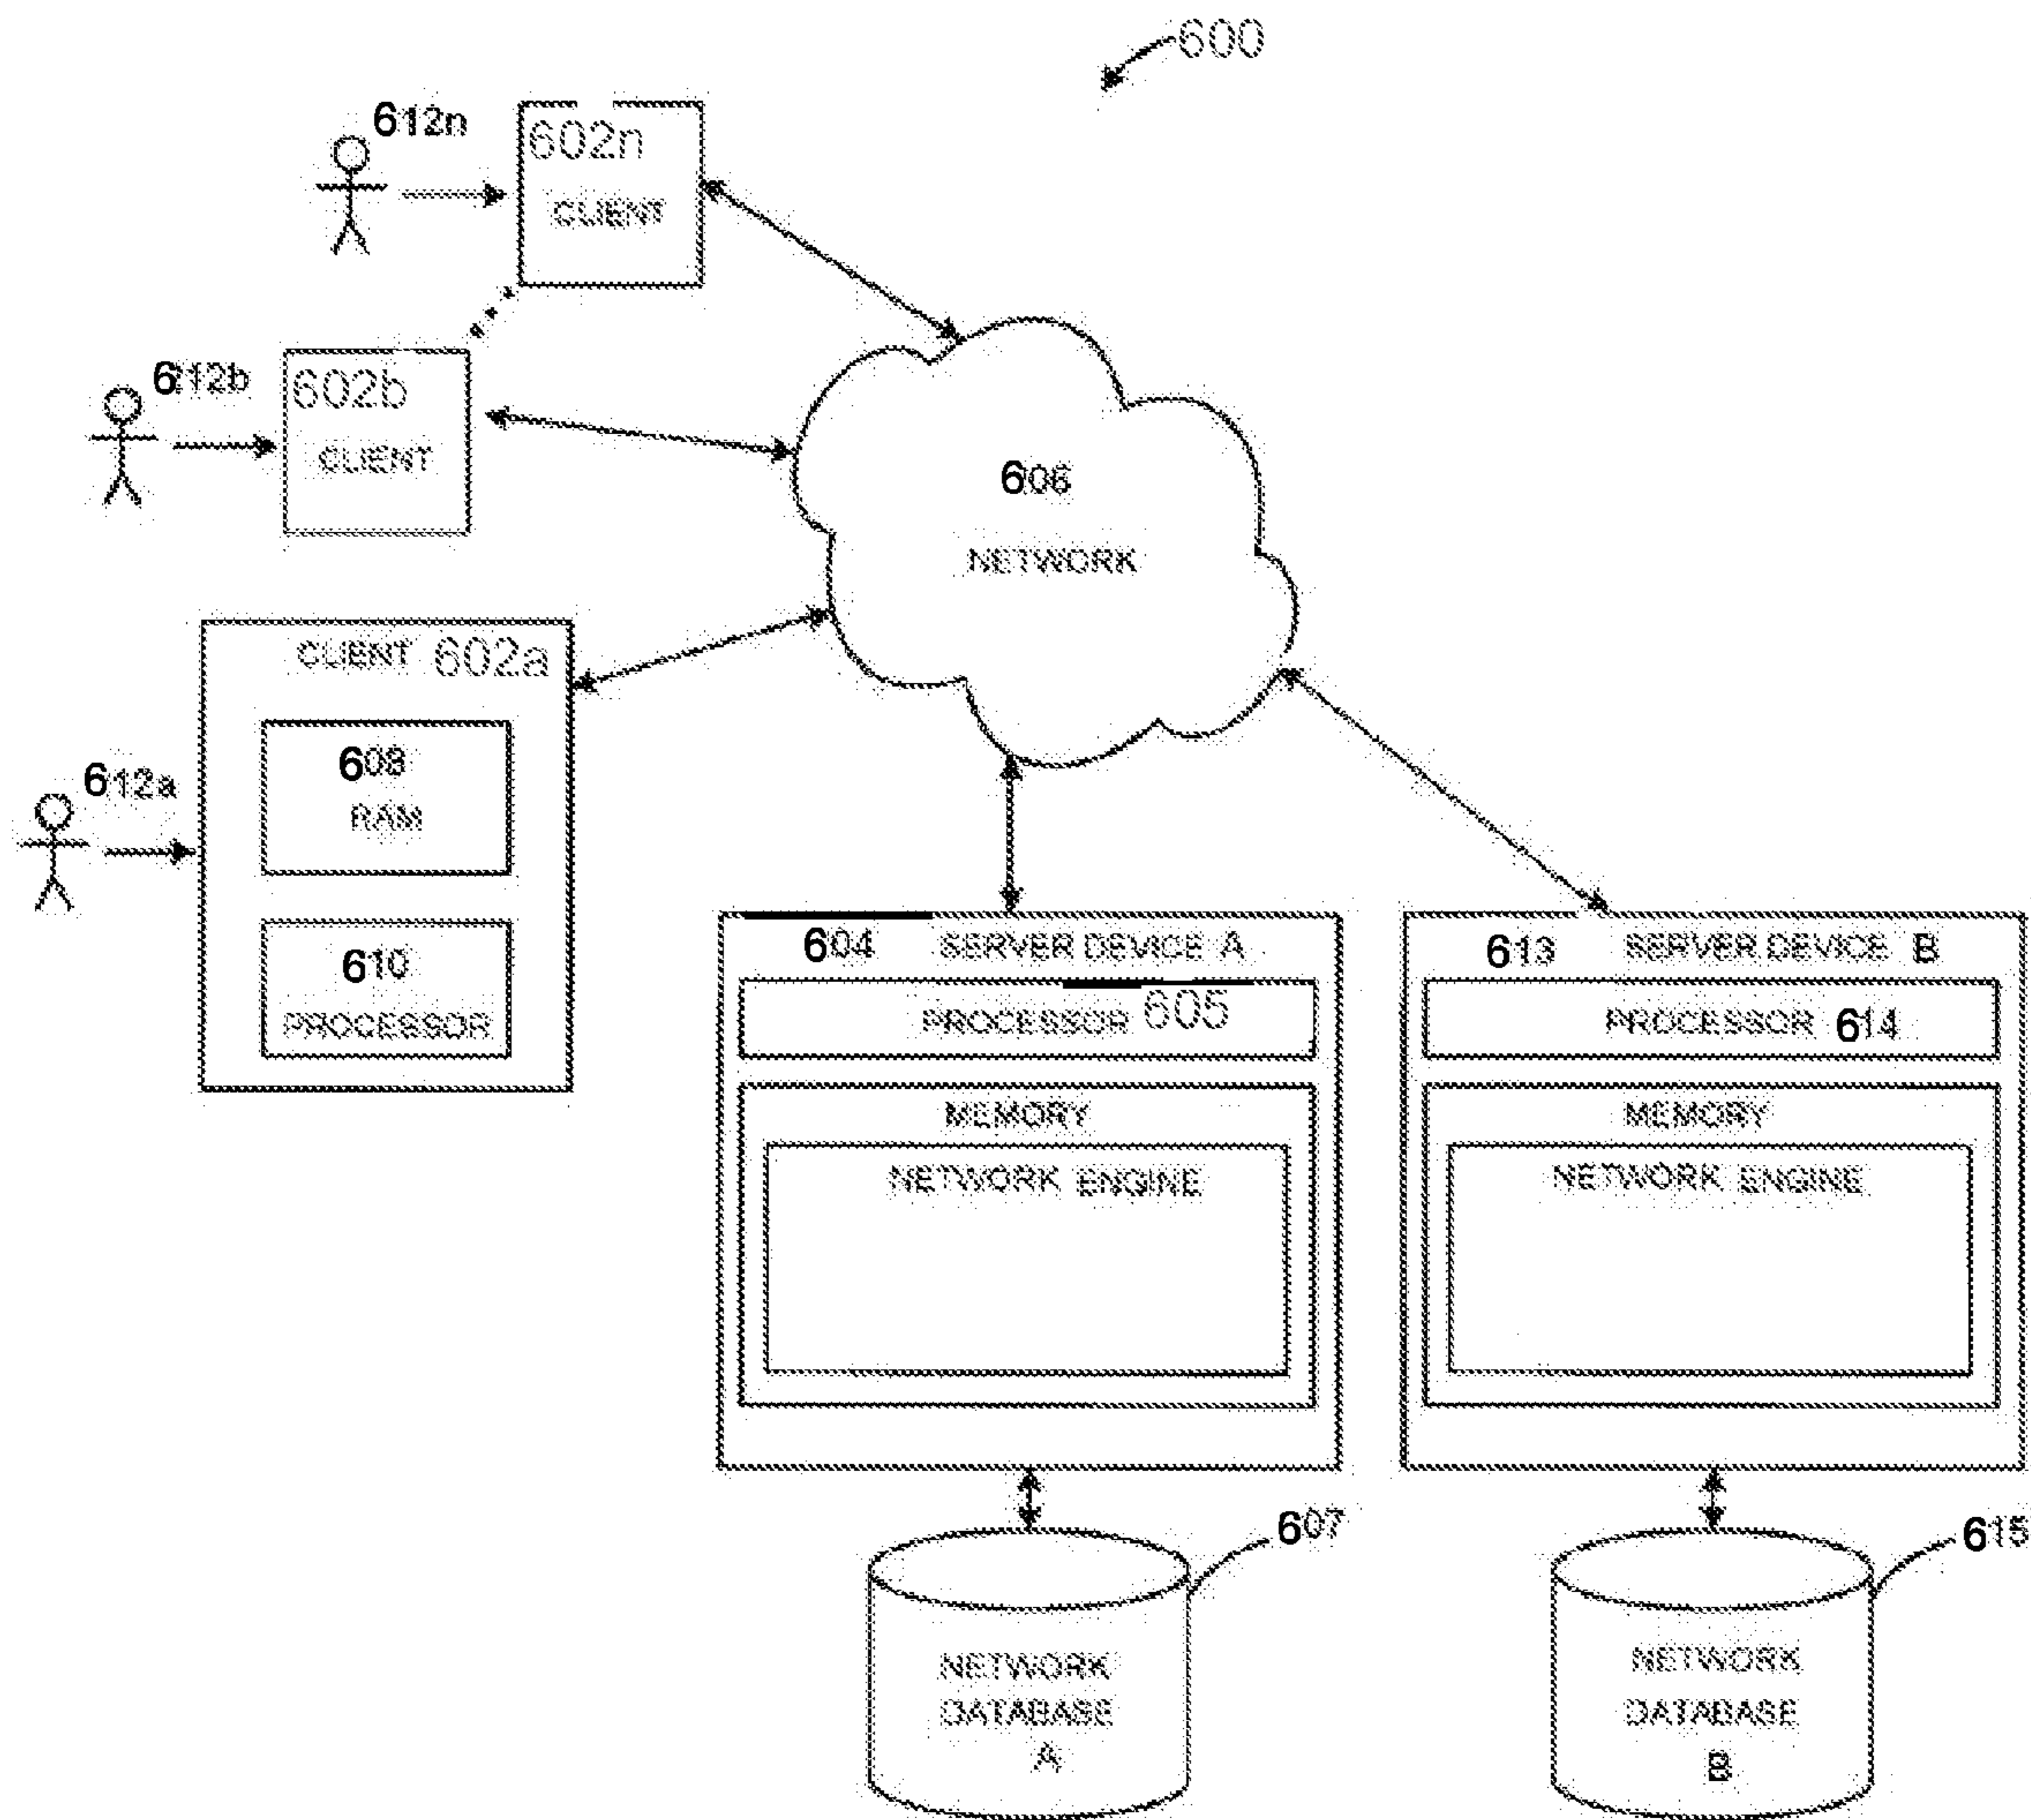 600
612n
602n
CLIENT
612b
602b
CLIENT
606
NETWORK
CLIENT 602a
608
RAM
612a
610
PROCESSOR
604 SERVER DEVICE A
PROCESSOR 605
MEMORY
NETWORK ENGINE
613 SERVER DEVICE B
PROCESSOR 614
MEMORY
NETWORK ENGINE
607
NETWORK
DATABASE
A
615
NETWORK
DATABASE
B